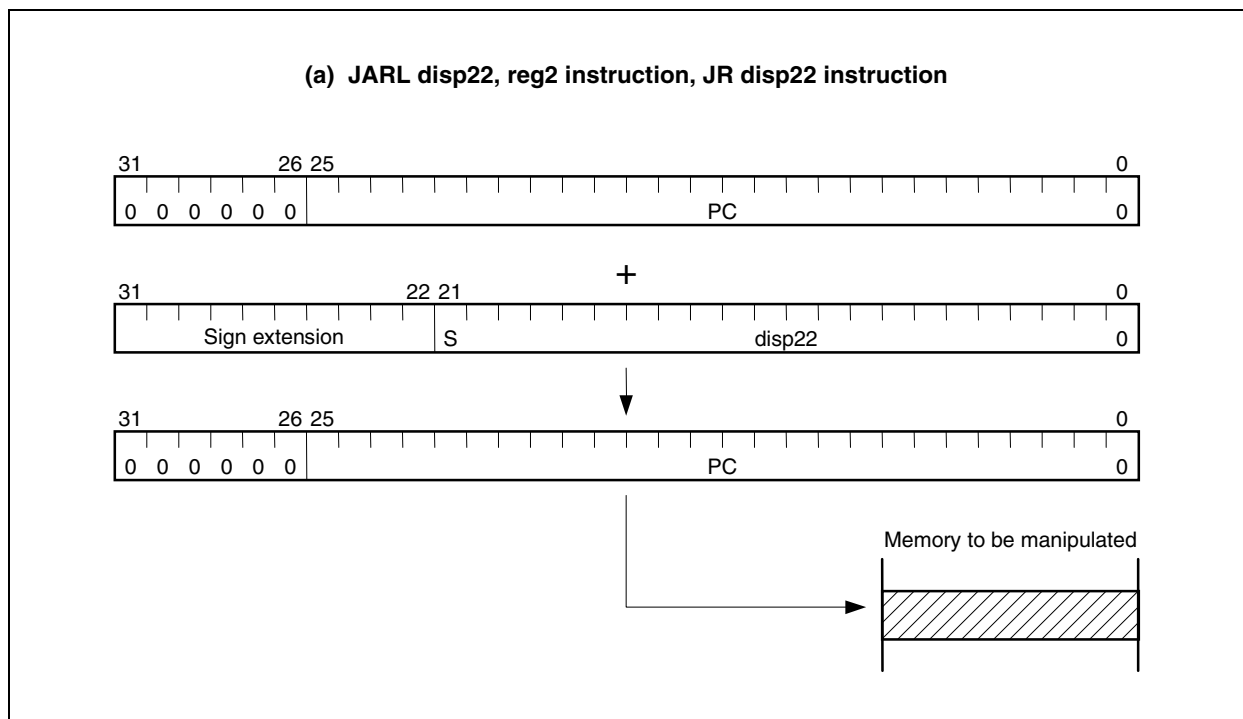 (a) JARL disp22, reg2 instruction, JR disp22 instruction
31 26 25 0
0 0 0 0 0 0 PC 0
+
31 22 21 0
Sign extension S disp22 0
31 26 25 0
0 0 0 0 0 0 PC 0
Memory to be manipulated